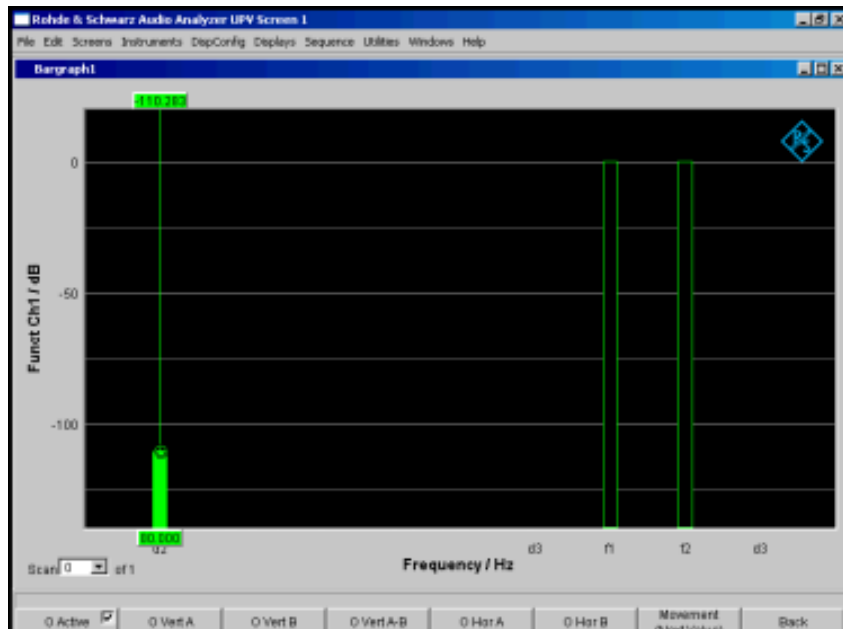 Rohde & Schwarz Audio Analyzer UPV Screen 1
File Edit Screens Instruments DispConfig Displays Sequence Utilities Windows Help
Bargraph1
-110.283
0
-50
-100
Funct Ch1 / dB
80.000
d2 d3 f1 f2 d3
Frequency / Hz
Scan 0 of 1
O Active O Vert A O Vert B O Vert A-B O Hor A O Hor B Movement Back